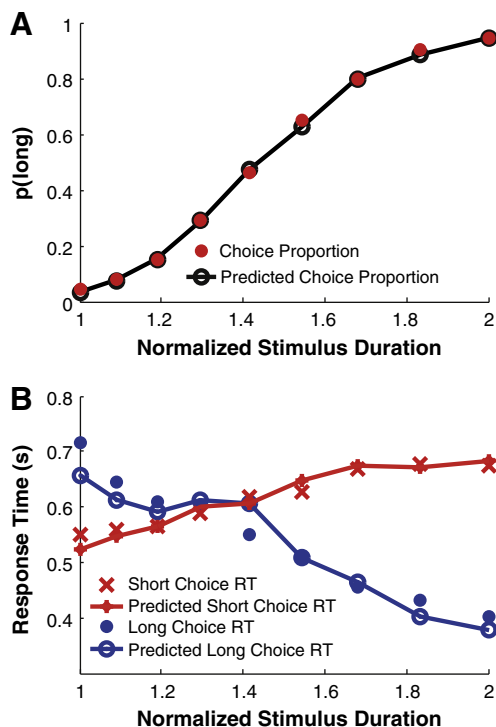 A
1
0.8
0.6
0.4
0.2
0
p(long)
Choice Proportion
Predicted Choice Proportion
1 1.2 1.4 1.6 1.8 2
Normalized Stimulus Duration
B
0.8
0.7
0.6
0.5
0.4
Response Time (s)
Short Choice RT
Predicted Short Choice RT
Long Choice RT
Predicted Long Choice RT
1 1.2 1.4 1.6 1.8 2
Normalized Stimulus Duration